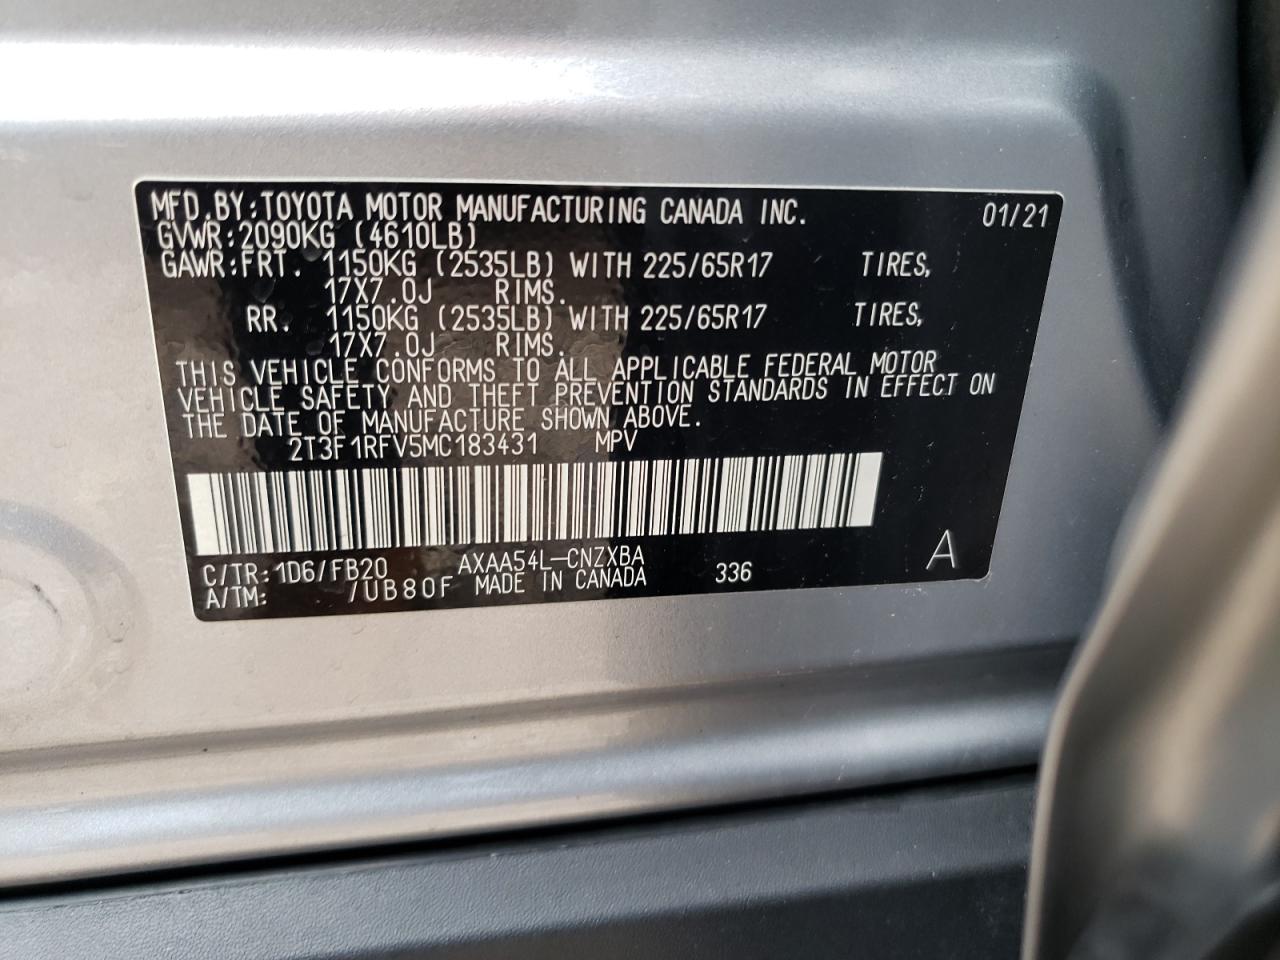 MFD.BY:TOYOTA MOTOR MANUFACTURING CANADA INC. 01/21
GVWR:2090KG (4610LB)
GAWR:FRT. 1150KG (2535LB) WITH 225/65R17 TIRES,
17X7.0J RIMS.
RR. 1150KG (2535LB) WITH 225/65R17 TIRES,
17X7.0J RIMS.
THIS VEHICLE CONFORMS TO ALL APPLICABLE FEDERAL MOTOR
VEHICLE SAFETY AND THEFT PREVENTION STANDARDS IN EFFECT ON
THE DATE OF MANUFACTURE SHOWN ABOVE.
2T3F1RFV5MC183431 MPV
C/TR:1D6/FB20 AXAA54L-CNZXBA
A/TM: /UB80F MADE IN CANADA 336 A